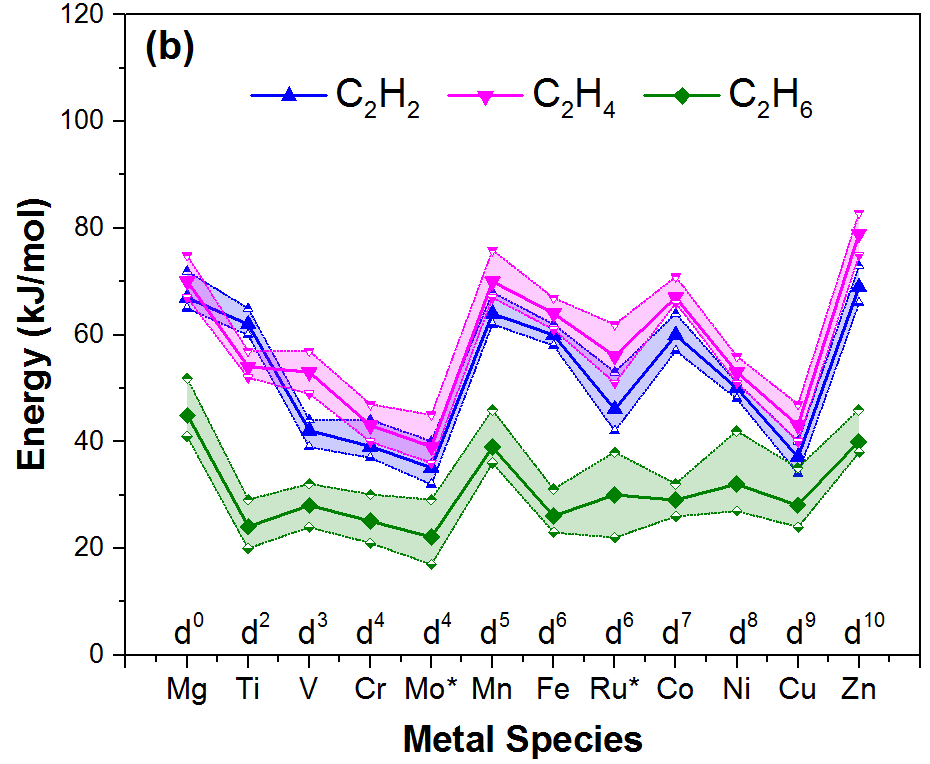 (b)
C₂H₂ C₂H₄ C₂H₆
Energy (kJ/mol)
120
100
80
60
40
20
0
d⁰ d² d³ d⁴ d⁴ d⁵ d⁶ d⁶ d⁷ d⁸ d⁹ d¹⁰
Mg Ti V Cr Mo* Mn Fe Ru* Co Ni Cu Zn
Metal Species